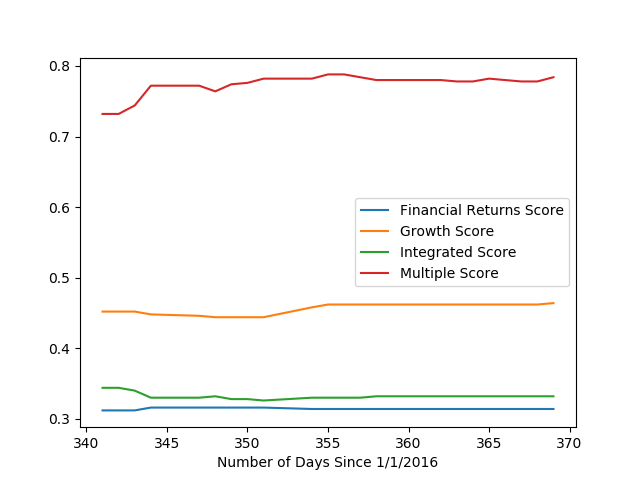 0.8
0.7
0.6
0.5
0.4
0.3
Financial Returns Score
Growth Score
Integrated Score
Multiple Score
340 345 350 355 360 365 370
Number of Days Since 1/1/2016